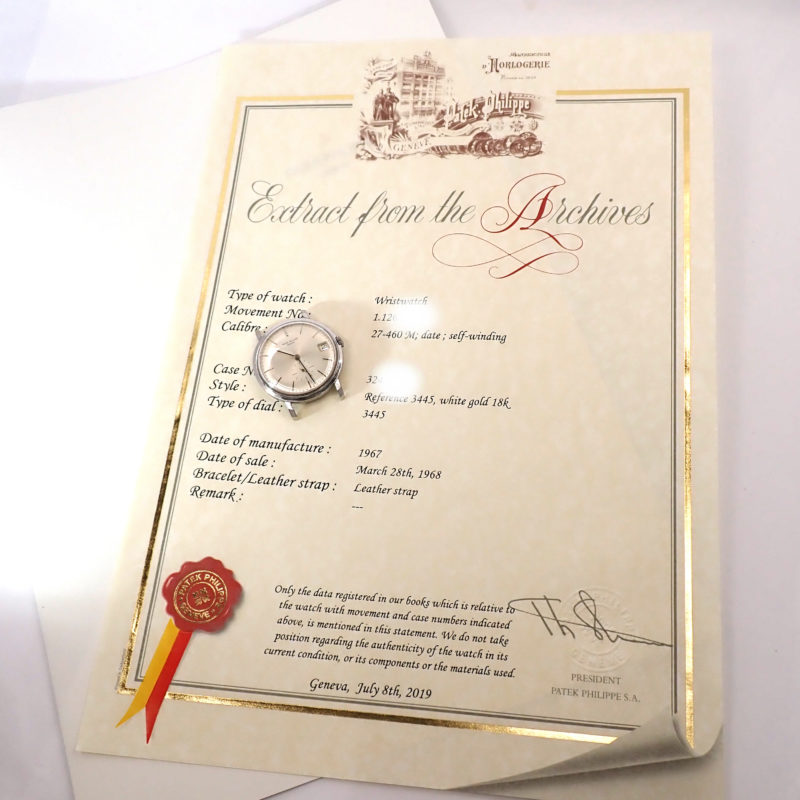 D'HORLOGERIE
Patek, Philippe
GENÈVE
Extract from the Archives
Type of watch : Wristwatch
Movement No.: 1.12
Calibre : 27-460 M; date ; self-winding
Case N 32
Style : Reference 3445, white gold 18k
Type of dial : 3445
Date of manufacture : 1967
Date of sale : March 28th, 1968
Bracelet/Leather strap : Leather strap
Remark : ---
PATEK PHILIPPE
GENEVE
Only the data registered in our books which is relative to
the watch with movement and case numbers indicated
above, is mentioned in this statement. We do not take
position regarding the authenticity of the watch in its
current condition, or its components or the materials used.
Geneva, July 8th, 2019
PRESIDENT
PATEK PHILIPPE S.A.